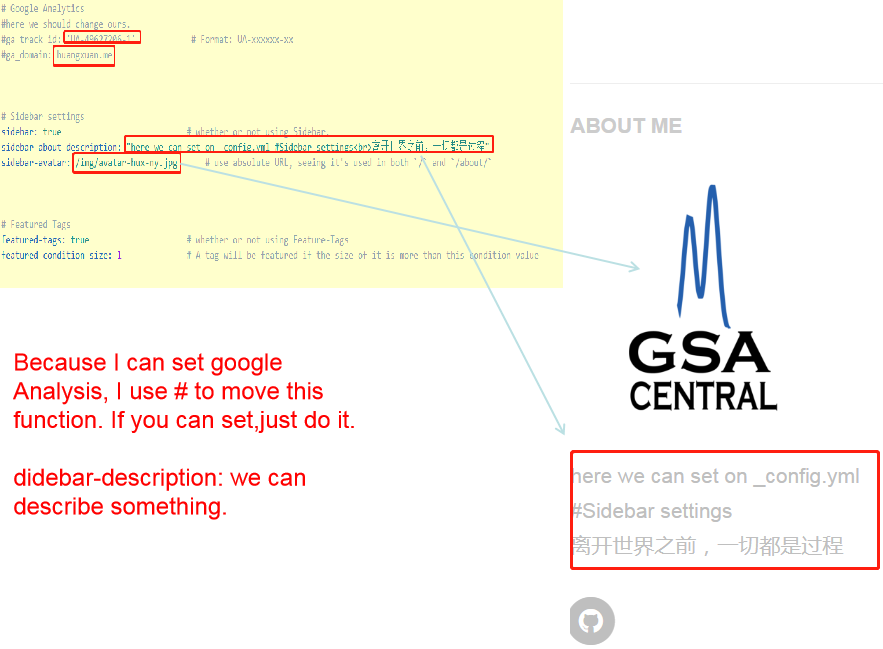 # Google Analytics
#here we should change ours.
#ga_track_id: 'UA-49627206-1' # Format: UA-xxxxxx-xx
#ga_domain: huangxuan.me
# Sidebar settings
sidebar: true # whether or not using Sidebar.
sidebar-about-description: "here we can set on _config.yml #Sidebar settings<br>离开世界之前，一切都是过程"
sidebar-avatar: /img/avatar-hux-ny.jpg # use absolute URL, seeing it's used in both `/` and `/about/`
# Featured Tags
featured-tags: true # whether or not using Feature-Tags
featured-condition-size: 1 # A tag will be featured if the size of it is more than this condition value
Because I can set google
Analysis, I use # to move this
function. If you can set,just do it.
didebar-description: we can
describe something.
ABOUT ME
GSA
CENTRAL
here we can set on _config.yml
#Sidebar settings
离开世界之前，一切都是过程